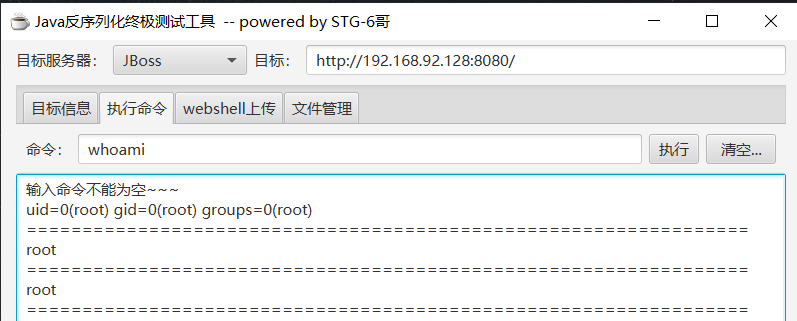 Java反序列化终极测试工具 -- powered by STG-6哥
目标服务器： JBoss 目标： http://192.168.92.128:8080/
目标信息 执行命令 webshell上传 文件管理
命令： whoami 执行 清空...
输入命令不能为空~~~
uid=0(root) gid=0(root) groups=0(root)
================================================================
root
================================================================
root
================================================================